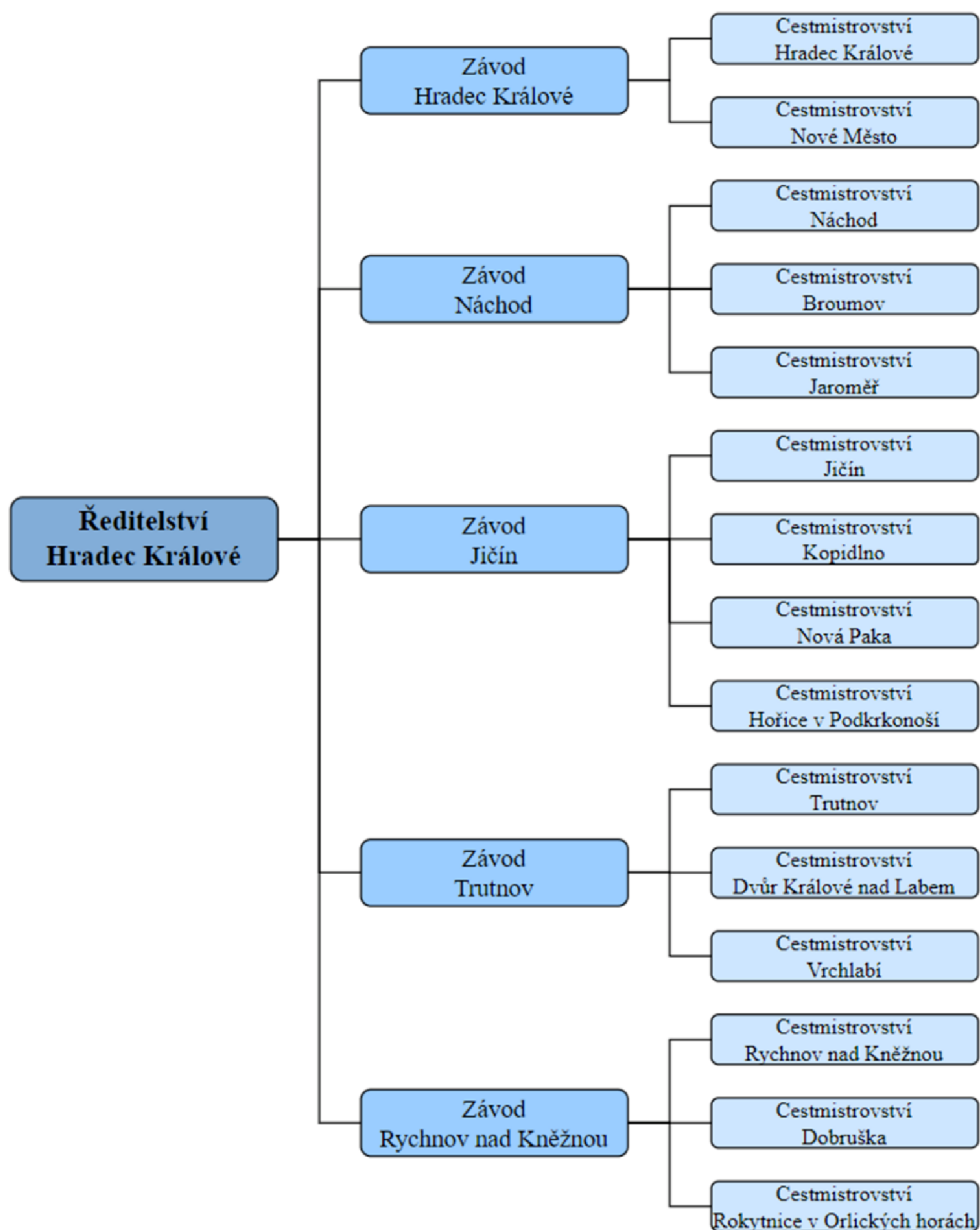 Ředitelství
Hradec Králové
Závod
Hradec Králové
Cestmistrovství
Hradec Králové
Cestmistrovství
Nové Město
Závod
Náchod
Cestmistrovství
Náchod
Cestmistrovství
Broumov
Cestmistrovství
Jaroměř
Závod
Jičín
Cestmistrovství
Jičín
Cestmistrovství
Kopidlno
Cestmistrovství
Nová Paka
Cestmistrovství
Hořice v Podkrkonoší
Závod
Trutnov
Cestmistrovství
Trutnov
Cestmistrovství
Dvůr Králové nad Labem
Cestmistrovství
Vrchlabí
Závod
Rychnov nad Kněžnou
Cestmistrovství
Rychnov nad Kněžnou
Cestmistrovství
Dobruška
Cestmistrovství
Rokytnice v Orlických horách